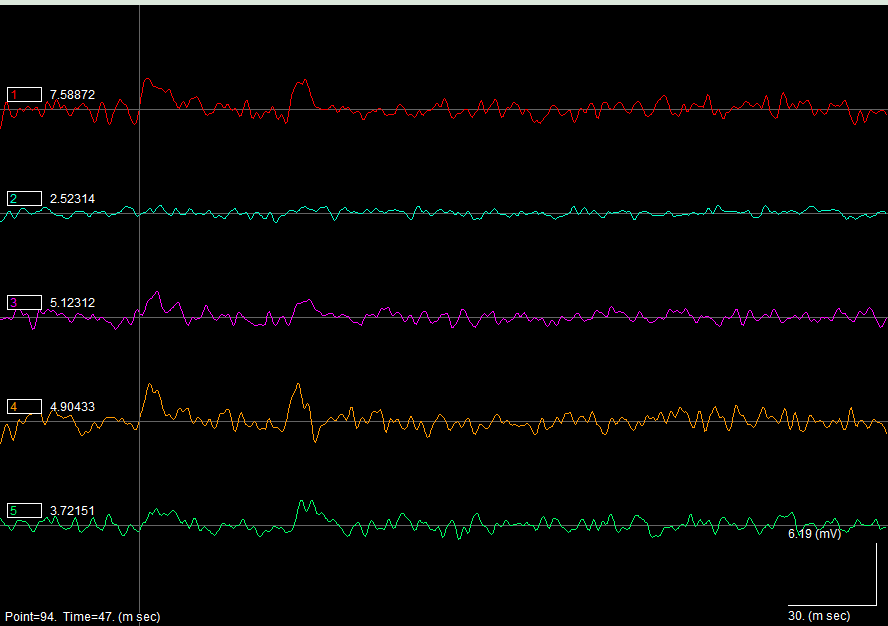 1 7.58872
2 2.52314
3 5.12312
4 4.90433
5 3.72151
6.19 (mV)
30. (m sec)
Point=94. Time=47. (m sec)